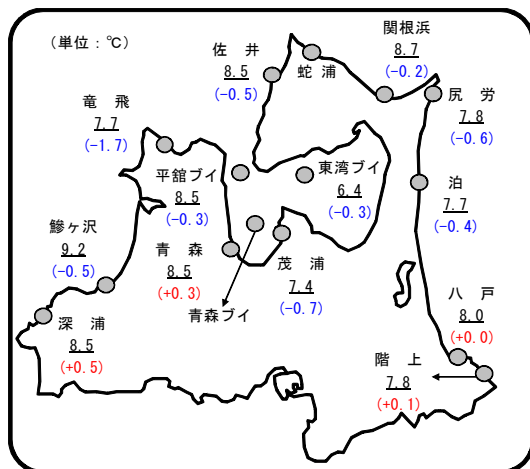 (単位：℃)
関根浜
8.7
(-0.2)
佐 井
8.5
(-0.5)
蛇 浦
尻 労
7.8
(-0.6)
竜 飛
7.7
(-1.7)
平舘ブイ
8.5
(-0.3)
東湾ブイ
6.4
(-0.3)
泊
7.7
(-0.4)
鰺ヶ沢
9.2
(-0.5)
青 森
8.5
(+0.3)
茂 浦
7.4
(-0.7)
青森ブイ
八 戸
8.0
(+0.0)
深 浦
8.5
(+0.5)
階 上
7.8
(+0.1)